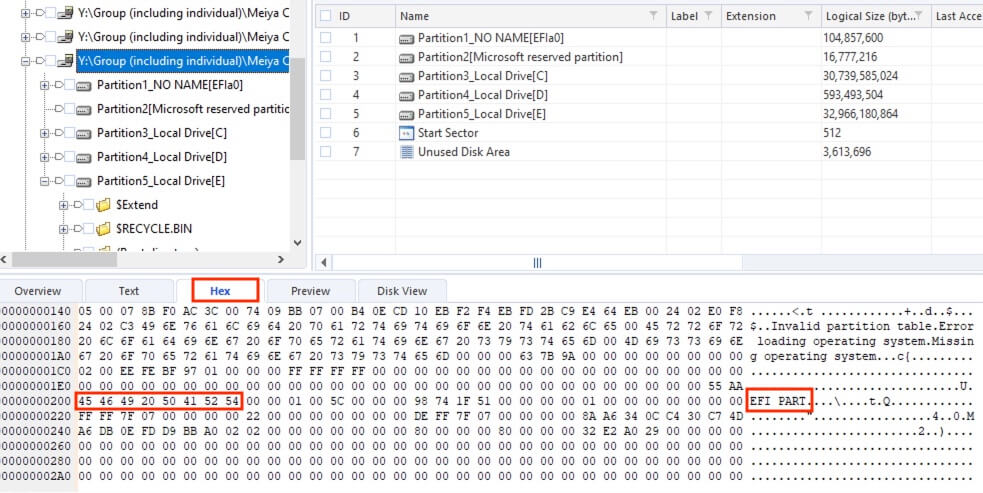 Y:\Group (including individual)\Meiya C
Y:\Group (including individual)\Meiya C
Y:\Group (including individual)\Meiya C
Partition1_NO NAME[EFIa0]
Partition2[Microsoft reserved partitic
Partition3_Local Drive[C]
Partition4_Local Drive[D]
Partition5_Local Drive[E]
$Extend
$RECYCLE.BIN
ID Name Label Extension Logical Size (byt... Last Acce
1 Partition1_NO NAME[EFIa0] 104,857,600
2 Partition2[Microsoft reserved partition] 16,777,216
3 Partition3_Local Drive[C] 30,739,585,024
4 Partition4_Local Drive[D] 593,493,504
5 Partition5_Local Drive[E] 32,966,180,864
6 Start Sector 512
7 Unused Disk Area 3,613,696
Overview Text Hex Preview Disk View
00000000140 05 00 07 8B F0 AC 3C 00 74 09 BB 07 00 B4 0E CD 10 EB F2 F4 EB FD 2B C9 E4 64 EB 00 24 02 E0 F8 ......<.t ............+..d..$...
00000000160 24 02 C3 49 6E 76 61 6C 69 64 20 70 61 72 74 69 74 69 6F 6E 20 74 61 62 6C 65 00 45 72 72 6F 72 $..Invalid partition table.Error
00000000180 20 6C 6F 61 64 69 6E 67 20 6F 70 65 72 61 74 69 6E 67 20 73 79 73 74 65 6D 00 4D 69 73 73 69 6E loading operating system.Missin
000000001A0 67 20 6F 70 65 72 61 74 69 6E 67 20 73 79 73 74 65 6D 00 00 00 63 7B 9A 00 00 00 00 00 00 00 00 g operating system...c{.........
000000001C0 02 00 EE FE BF 97 01 00 00 00 FF FF FF FF 00 00 00 00 00 00 00 00 00 00 00 00 00 00 00 00 00 00 ................................
000000001E0 00 00 00 00 00 00 00 00 00 00 00 00 00 00 00 00 00 00 00 00 00 00 00 00 00 00 00 00 00 00 55 AA ..............................U.
00000000200 45 46 49 20 50 41 52 54 00 00 01 00 5C 00 00 00 98 74 1F 51 00 00 00 00 01 00 00 00 00 00 00 00 EFI PART....\....t.Q............
00000000220 FF FF 7F 07 00 00 00 00 22 00 00 00 00 00 00 00 DE FF 7F 07 00 00 00 00 8A A6 34 0C C4 30 C7 4D ........".................4..0.M
00000000240 A6 DB 0E FD D9 BB A0 02 02 00 00 00 00 00 00 00 80 00 00 00 80 00 00 00 32 E2 A0 29 00 00 00 00 ........................2..)....
00000000260 00 00 00 00 00 00 00 00 00 00 00 00 00 00 00 00 00 00 00 00 00 00 00 00 00 00 00 00 00 00 00 00 ................................
00000000280 00 00 00 00 00 00 00 00 00 00 00 00 00 00 00 00 00 00 00 00 00 00 00 00 00 00 00 00 00 00 00 00 ................................
000000002A0 00 00 00 00 00 00 00 00 00 00 00 00 00 00 00 00 00 00 00 00 00 00 00 00 00 00 00 00 00 00 00 00 ................................